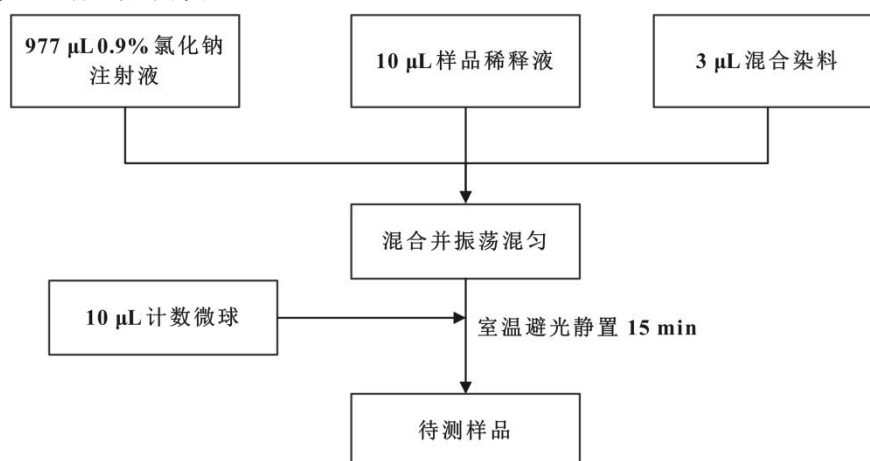 977 μL 0.9% 氯化钠
注射液
10 μL 样品稀释液
3 μL 混合染料
混合并振荡混匀
10 μL 计数微球
室温避光静置 15 min
待测样品